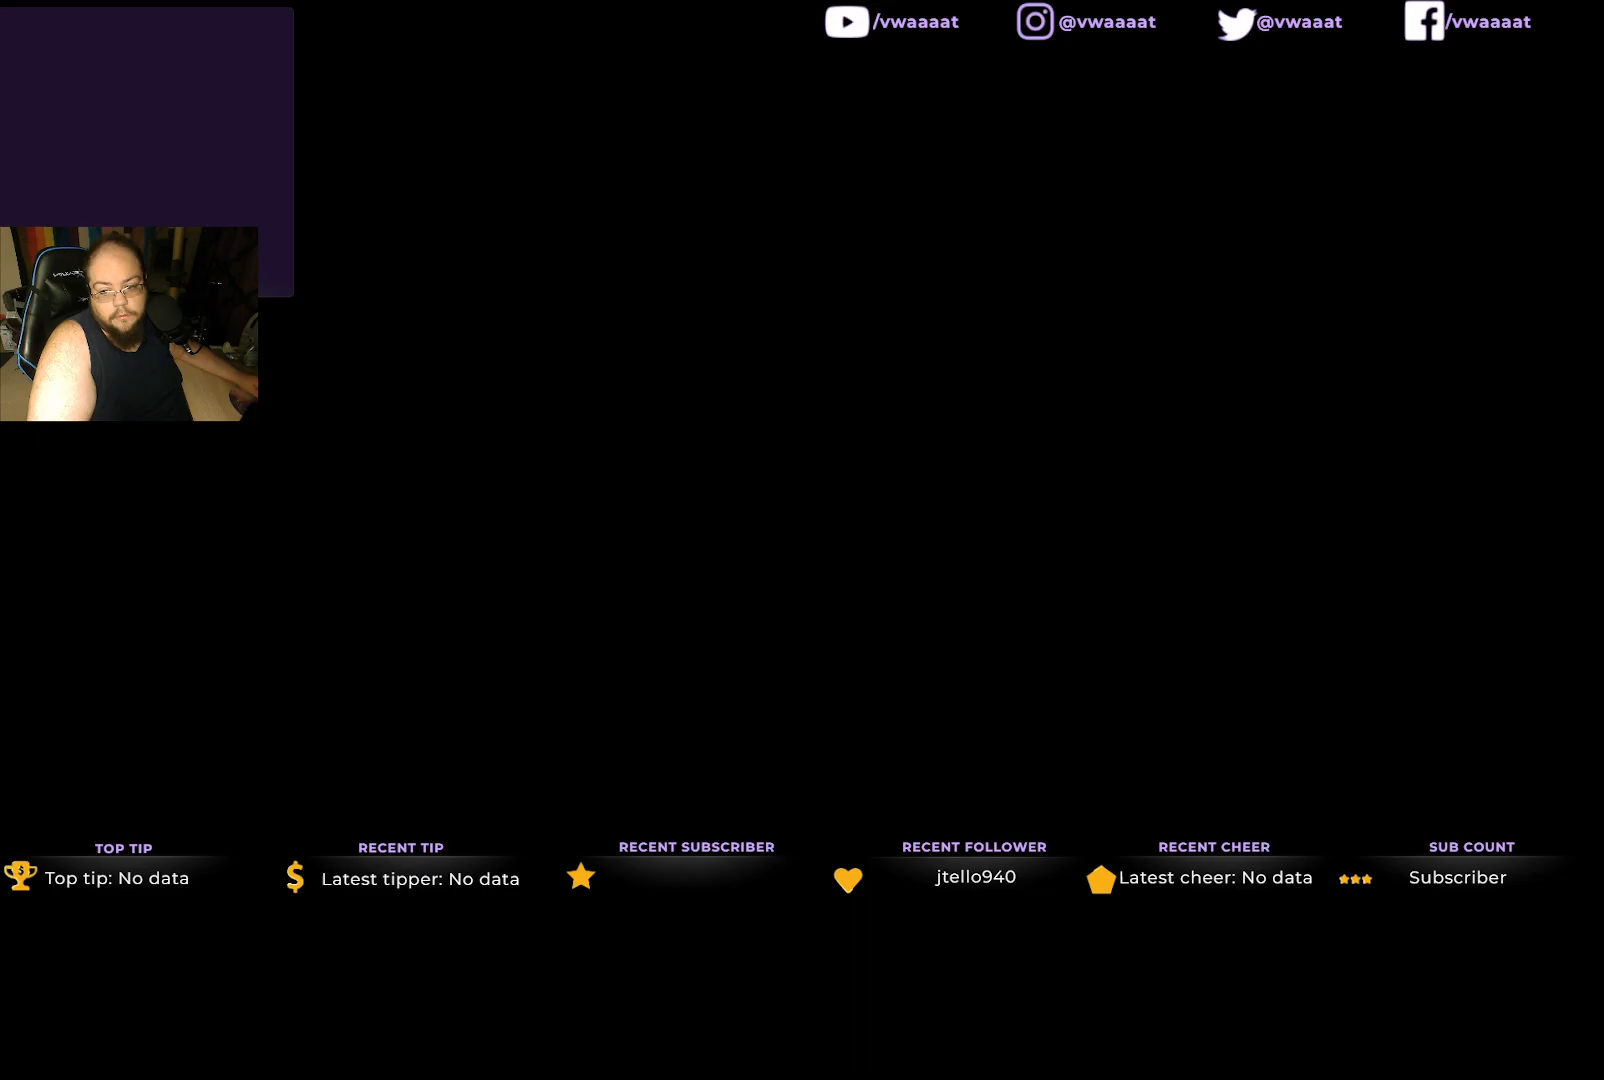 /vwaaaat @vwaaaat @vwaaat /vwaaaat
TOP TIP RECENT TIP RECENT SUBSCRIBER RECENT FOLLOWER RECENT CHEER SUB COUNT
Top tip: No data Latest tipper: No data jtello940 Latest cheer: No data Subscriber